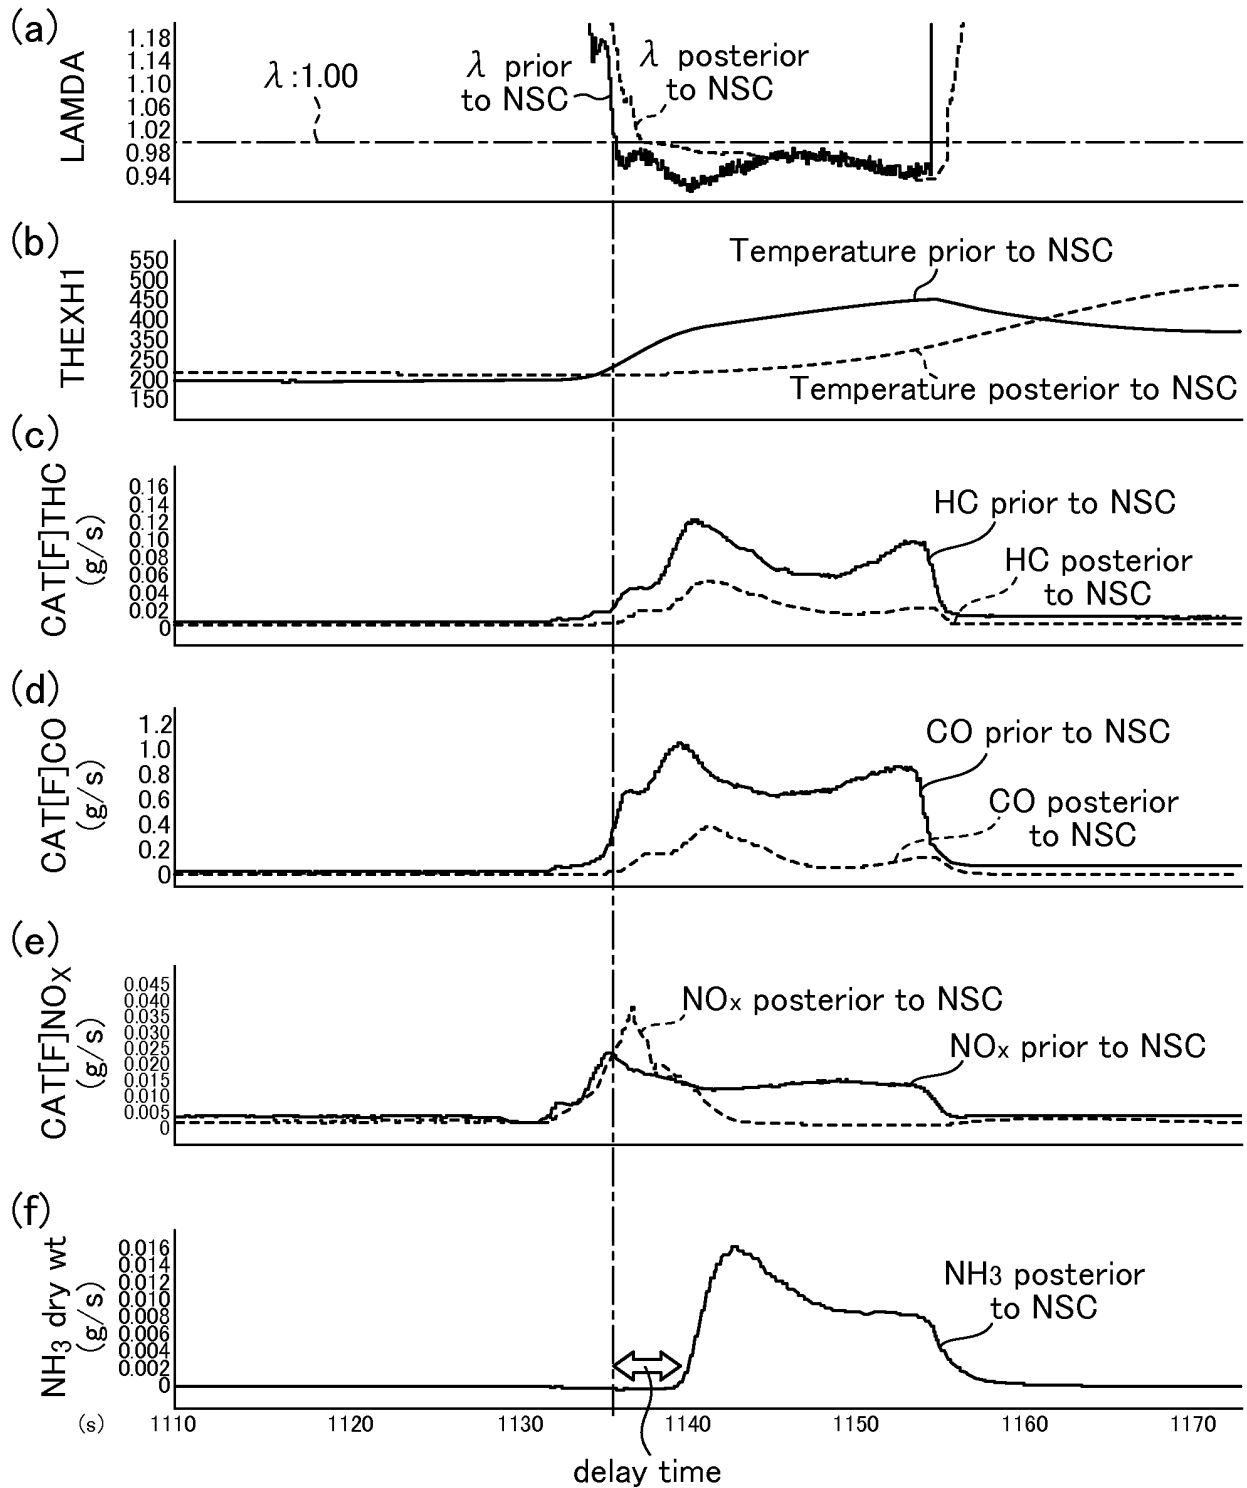 (a)
LAMDA
1.18
1.14
1.10
1.06
1.02
0.98
0.94
λ:1.00
λ prior
to NSC
λ posterior
to NSC
(b)
THEXH1
550
500
450
400
350
250
200
150
Temperature prior to NSC
Temperature posterior to NSC
(c)
CAT[F]THC
(g/s)
0.16
0.14
0.12
0.10
0.08
0.06
0.04
0.02
0
HC prior to NSC
HC posterior
to NSC
(d)
CAT[F]CO
(g/s)
1.2
1.0
0.8
0.6
0.4
0.2
0
CO prior to NSC
CO posterior
to NSC
(e)
CAT[F]NOx
(g/s)
0.045
0.040
0.035
0.030
0.025
0.020
0.015
0.010
0.005
0
NOx posterior to NSC
NOx prior to NSC
(f)
NH3 dry wt
(g/s)
0.016
0.014
0.012
0.010
0.008
0.006
0.004
0.002
0
NH3 posterior
to NSC
(s)
1110
1120
1130
1140
1150
1160
1170
delay time